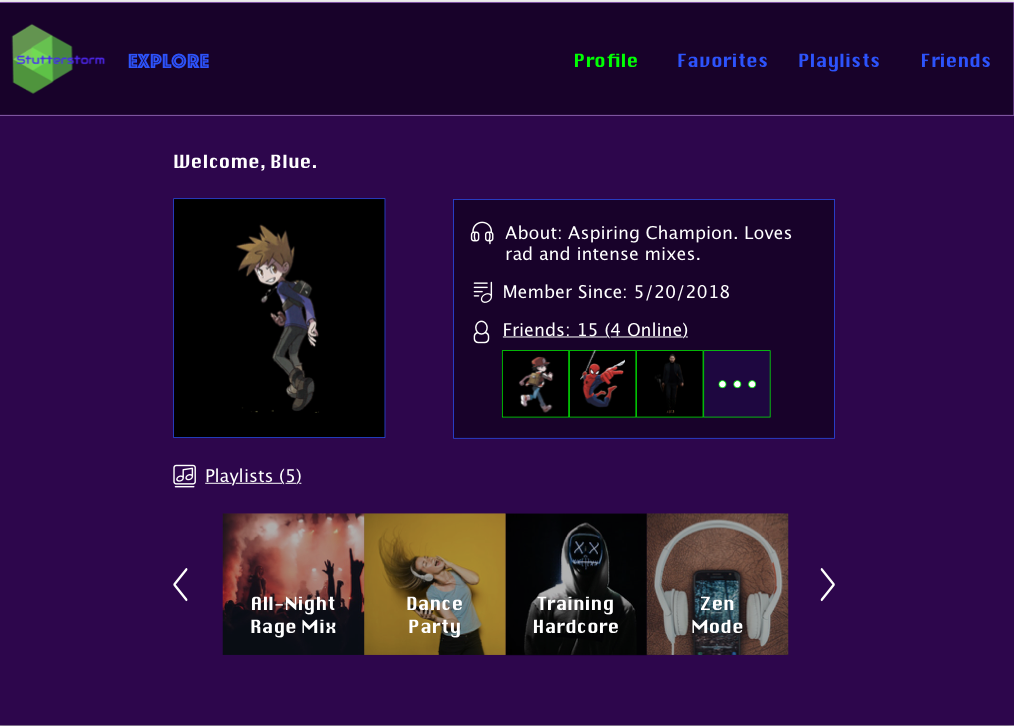 Stutterstorm
EXPLORE
Profile
Favorites
Playlists
Friends
Welcome, Blue.
About: Aspiring Champion. Loves
rad and intense mixes.
Member Since: 5/20/2018
Friends: 15 (4 Online)
Playlists (5)
All-Night
Rage Mix
Dance
Party
Training
Hardcore
Zen
Mode